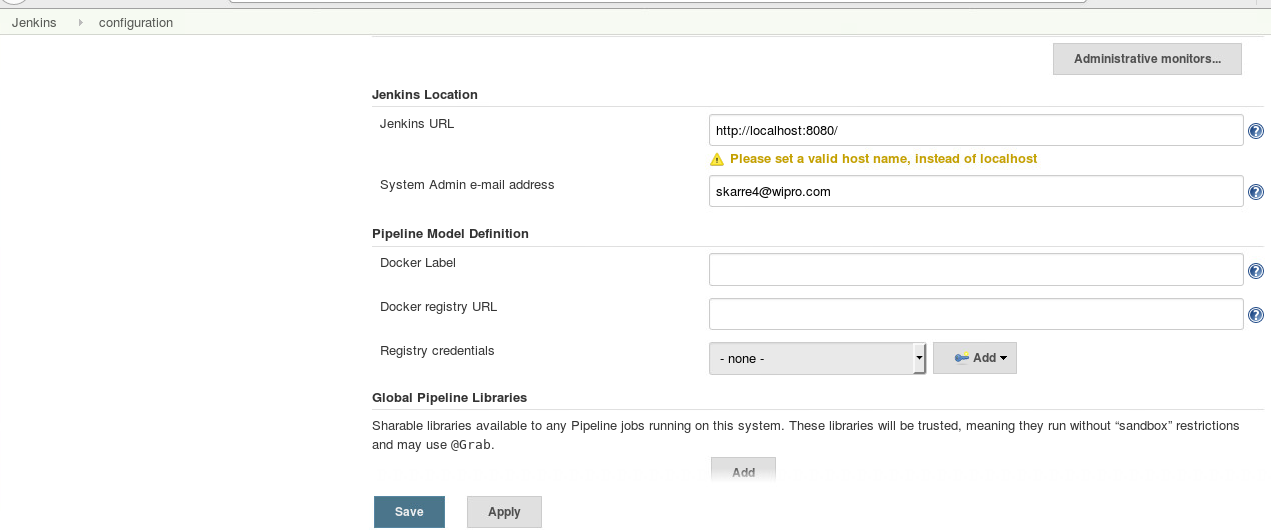 Jenkins configuration
Administrative monitors...
Jenkins Location
Jenkins URL
http://localhost:8080/
Please set a valid host name, instead of localhost
System Admin e-mail address
skarre4@wipro.com
Pipeline Model Definition
Docker Label
Docker registry URL
Registry credentials
- none -
Add
Global Pipeline Libraries
Sharable libraries available to any Pipeline jobs running on this system. These libraries will be trusted, meaning they run without “sandbox” restrictions
and may use @Grab.
Add
Save Apply